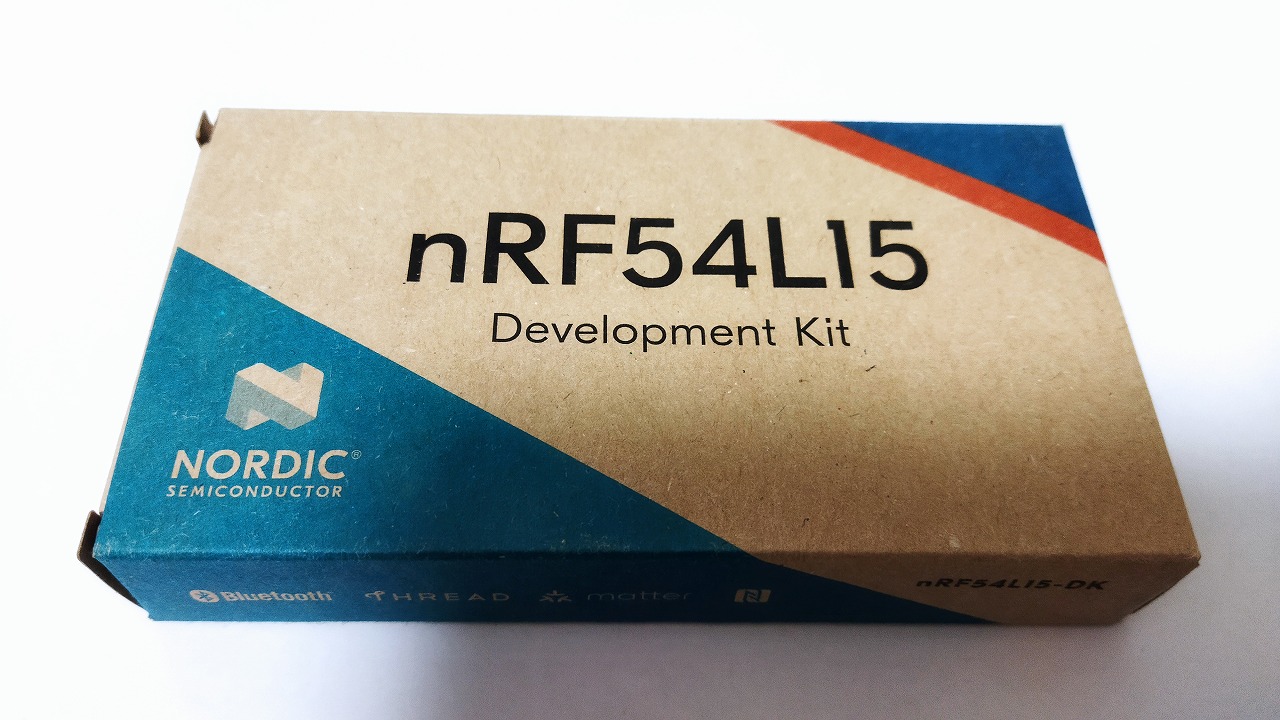 nRF54L15
Development Kit
NORDIC®
SEMICONDUCTOR
Bluetooth® THREAD matter
nRF54L15-DK